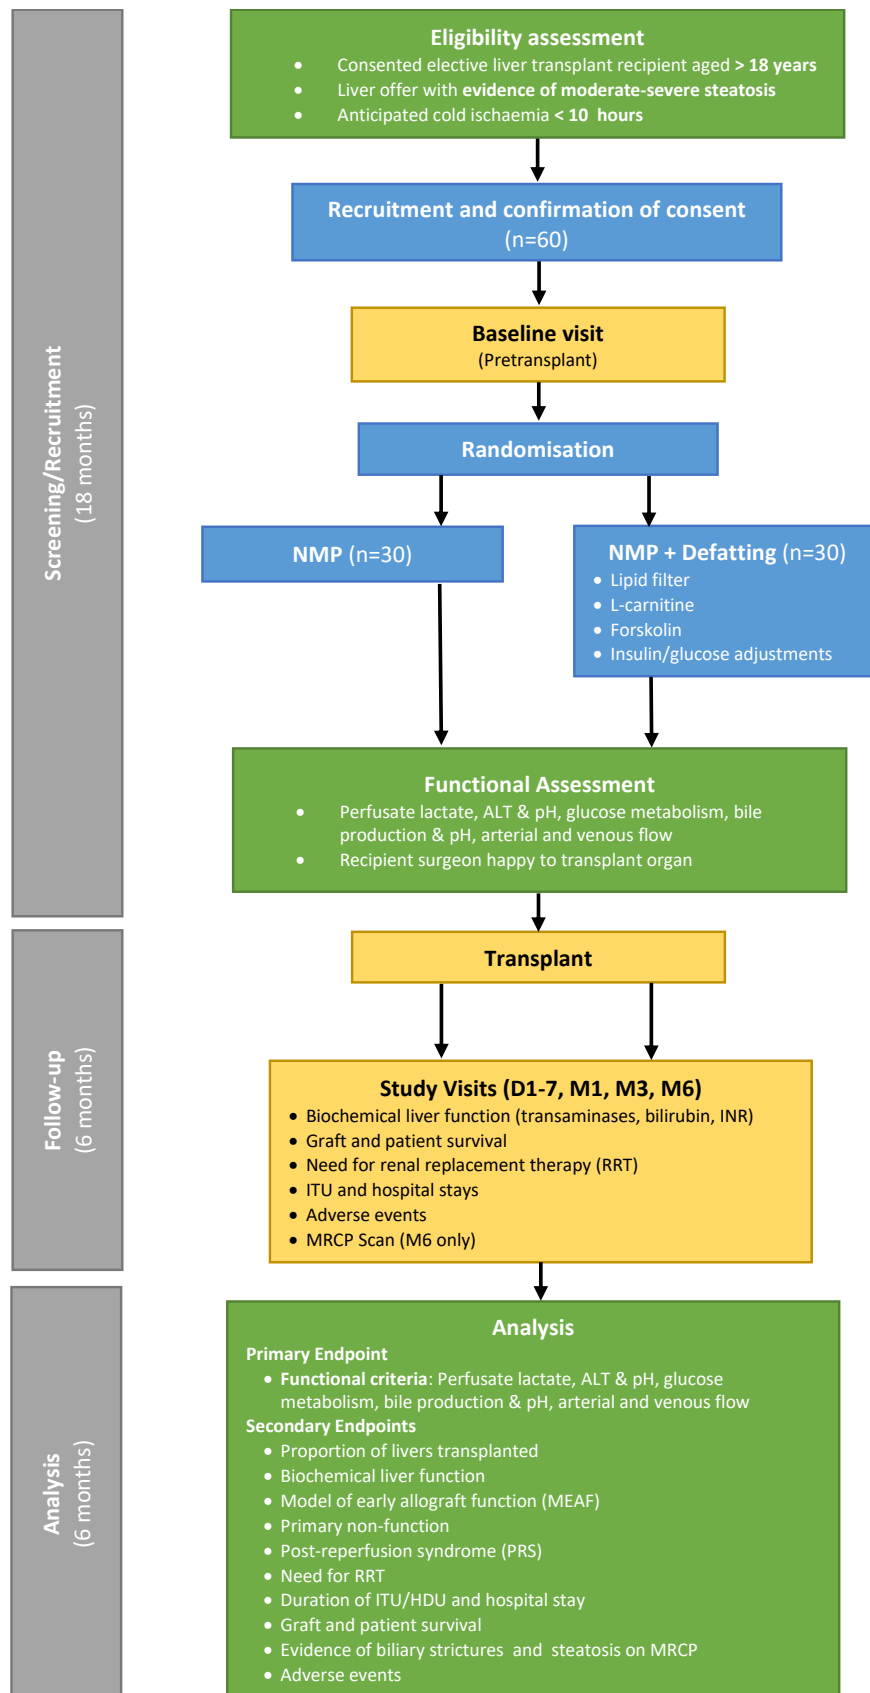 Screening/Recruitment
(18 months)
Eligibility assessment
• Consented elective liver transplant recipient aged > 18 years
• Liver offer with evidence of moderate-severe steatosis
• Anticipated cold ischaemia < 10 hours
Recruitment and confirmation of consent
(n=60)
Baseline visit
(Pretransplant)
Randomisation
NMP (n=30)
NMP + Defatting (n=30)
• Lipid filter
• L-carnitine
• Forskolin
• Insulin/glucose adjustments
Functional Assessment
• Perfusate lactate, ALT & pH, glucose metabolism, bile
production & pH, arterial and venous flow
• Recipient surgeon happy to transplant organ
Follow-up
(6 months)
Transplant
Study Visits (D1-7, M1, M3, M6)
• Biochemical liver function (transaminases, bilirubin, INR)
• Graft and patient survival
• Need for renal replacement therapy (RRT)
• ITU and hospital stays
• Adverse events
• MRCP Scan (M6 only)
Analysis
(6 months)
Analysis
Primary Endpoint
• Functional criteria: Perfusate lactate, ALT & pH, glucose
metabolism, bile production & pH, arterial and venous flow
Secondary Endpoints
• Proportion of livers transplanted
• Biochemical liver function
• Model of early allograft function (MEAF)
• Primary non-function
• Post-reperfusion syndrome (PRS)
• Need for RRT
• Duration of ITU/HDU and hospital stay
• Graft and patient survival
• Evidence of biliary strictures and steatosis on MRCP
• Adverse events